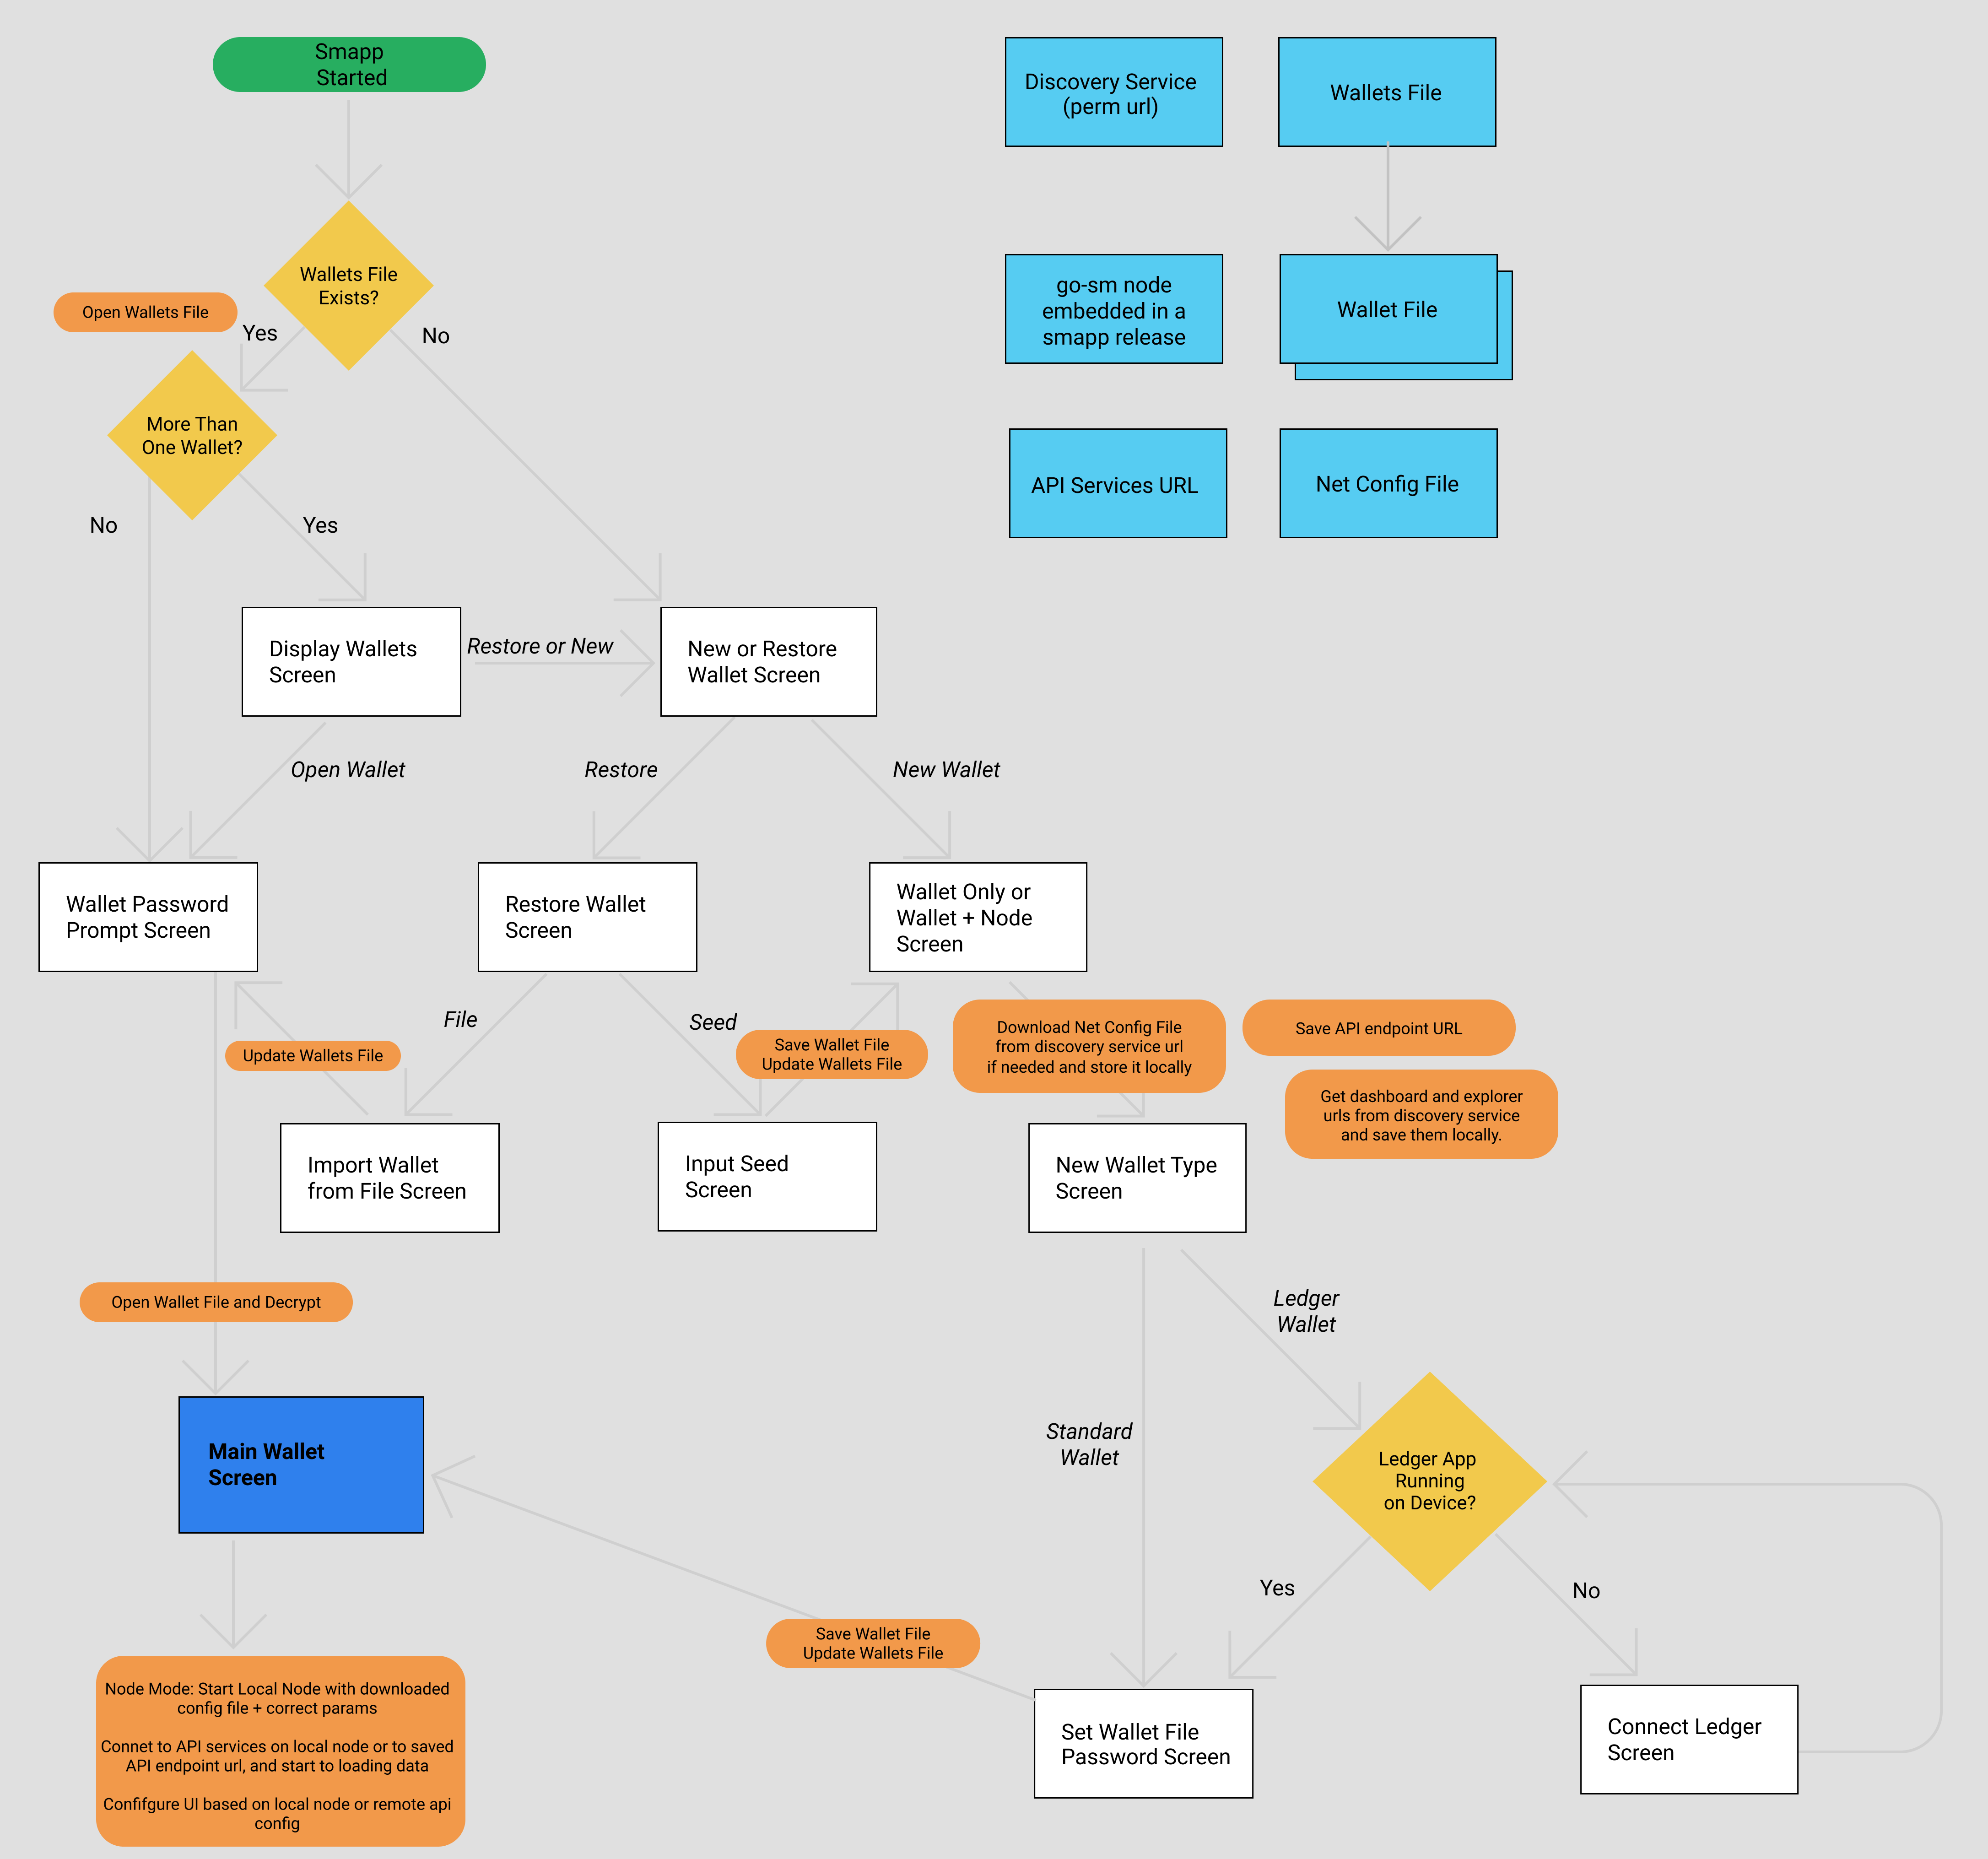 Smapp
Started
Discovery Service
(perm url)
Wallets File
Wallets File
Exists?
Open Wallets File
Yes
No
go-sm node
embedded in a
smapp release
Wallet File
More Than
One Wallet?
API Services URL
Net Config File
No
Yes
Display Wallets
Screen
Restore or New
New or Restore
Wallet Screen
Open Wallet
Restore
New Wallet
Wallet Password
Prompt Screen
Restore Wallet
Screen
Wallet Only or
Wallet + Node
Screen
File
Seed
Update Wallets File
Save Wallet File
Update Wallets File
Download Net Config File
from discovery service url
if needed and store it locally
Save API endpoint URL
Get dashboard and explorer
urls from discovery service
and save them locally.
Import Wallet
from File Screen
Input Seed
Screen
New Wallet Type
Screen
Open Wallet File and Decrypt
Ledger
Wallet
Main Wallet
Screen
Standard
Wallet
Ledger App
Running
on Device?
Yes
No
Save Wallet File
Update Wallets File
Node Mode: Start Local Node with downloaded
config file + correct params
Connet to API services on local node or to saved
API endpoint url, and start to loading data
Confifgure UI based on local node or remote api
config
Set Wallet File
Password Screen
Connect Ledger
Screen